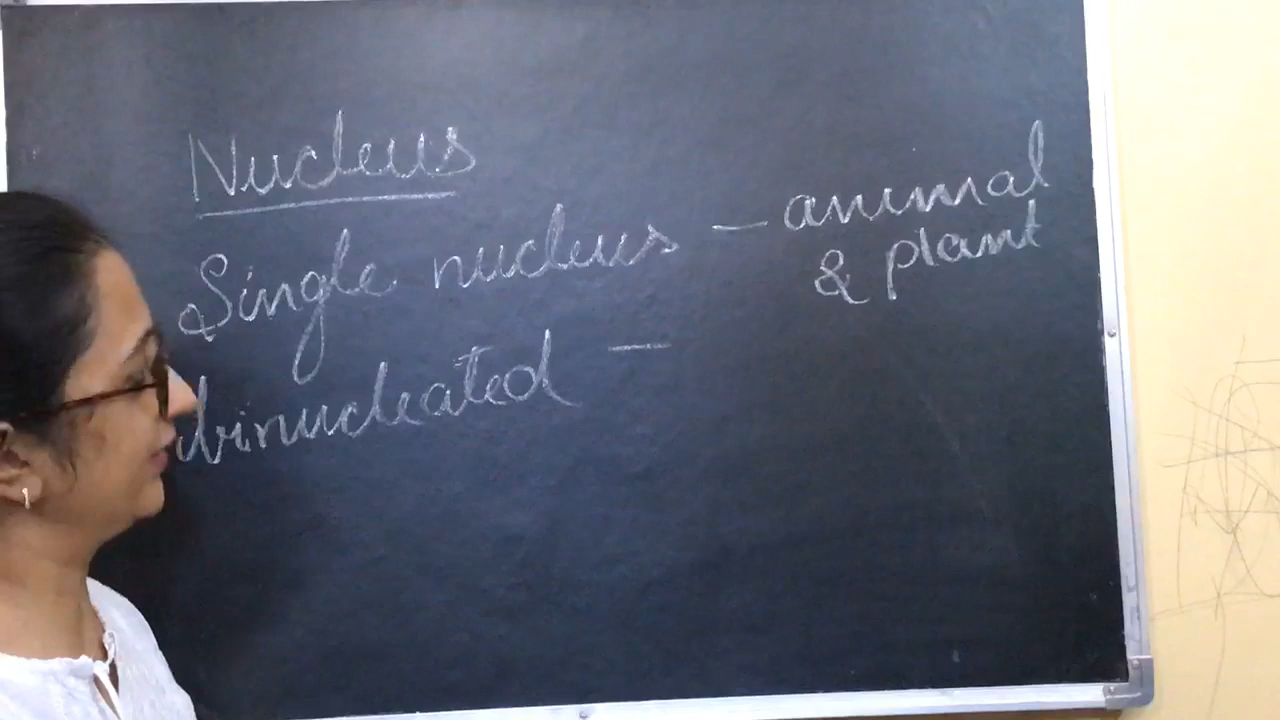 Nucleus
Single nucleus — animal
& plant
binucleated —